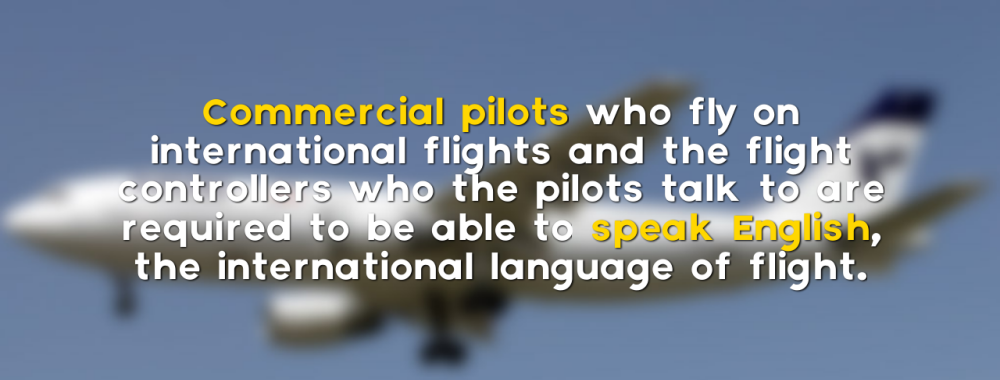 Commercial pilots who fly on
international flights and the flight
controllers who the pilots talk to are
required to be able to speak English,
the international language of flight.